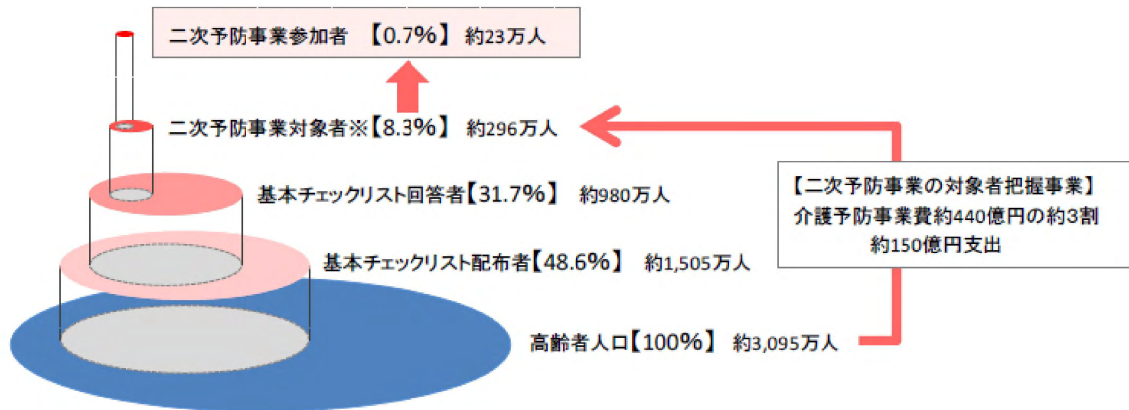 二次予防事業参加者 【0.7%】 約23万人
二次予防事業対象者※【8.3%】 約296万人
基本チェックリスト回答者【31.7%】 約980万人
【二次予防事業の対象者把握事業】
介護予防事業費約440億円の約3割
約150億円支出
基本チェックリスト配布者【48.6%】 約1,505万人
高齢者人口【100%】 約3,095万人